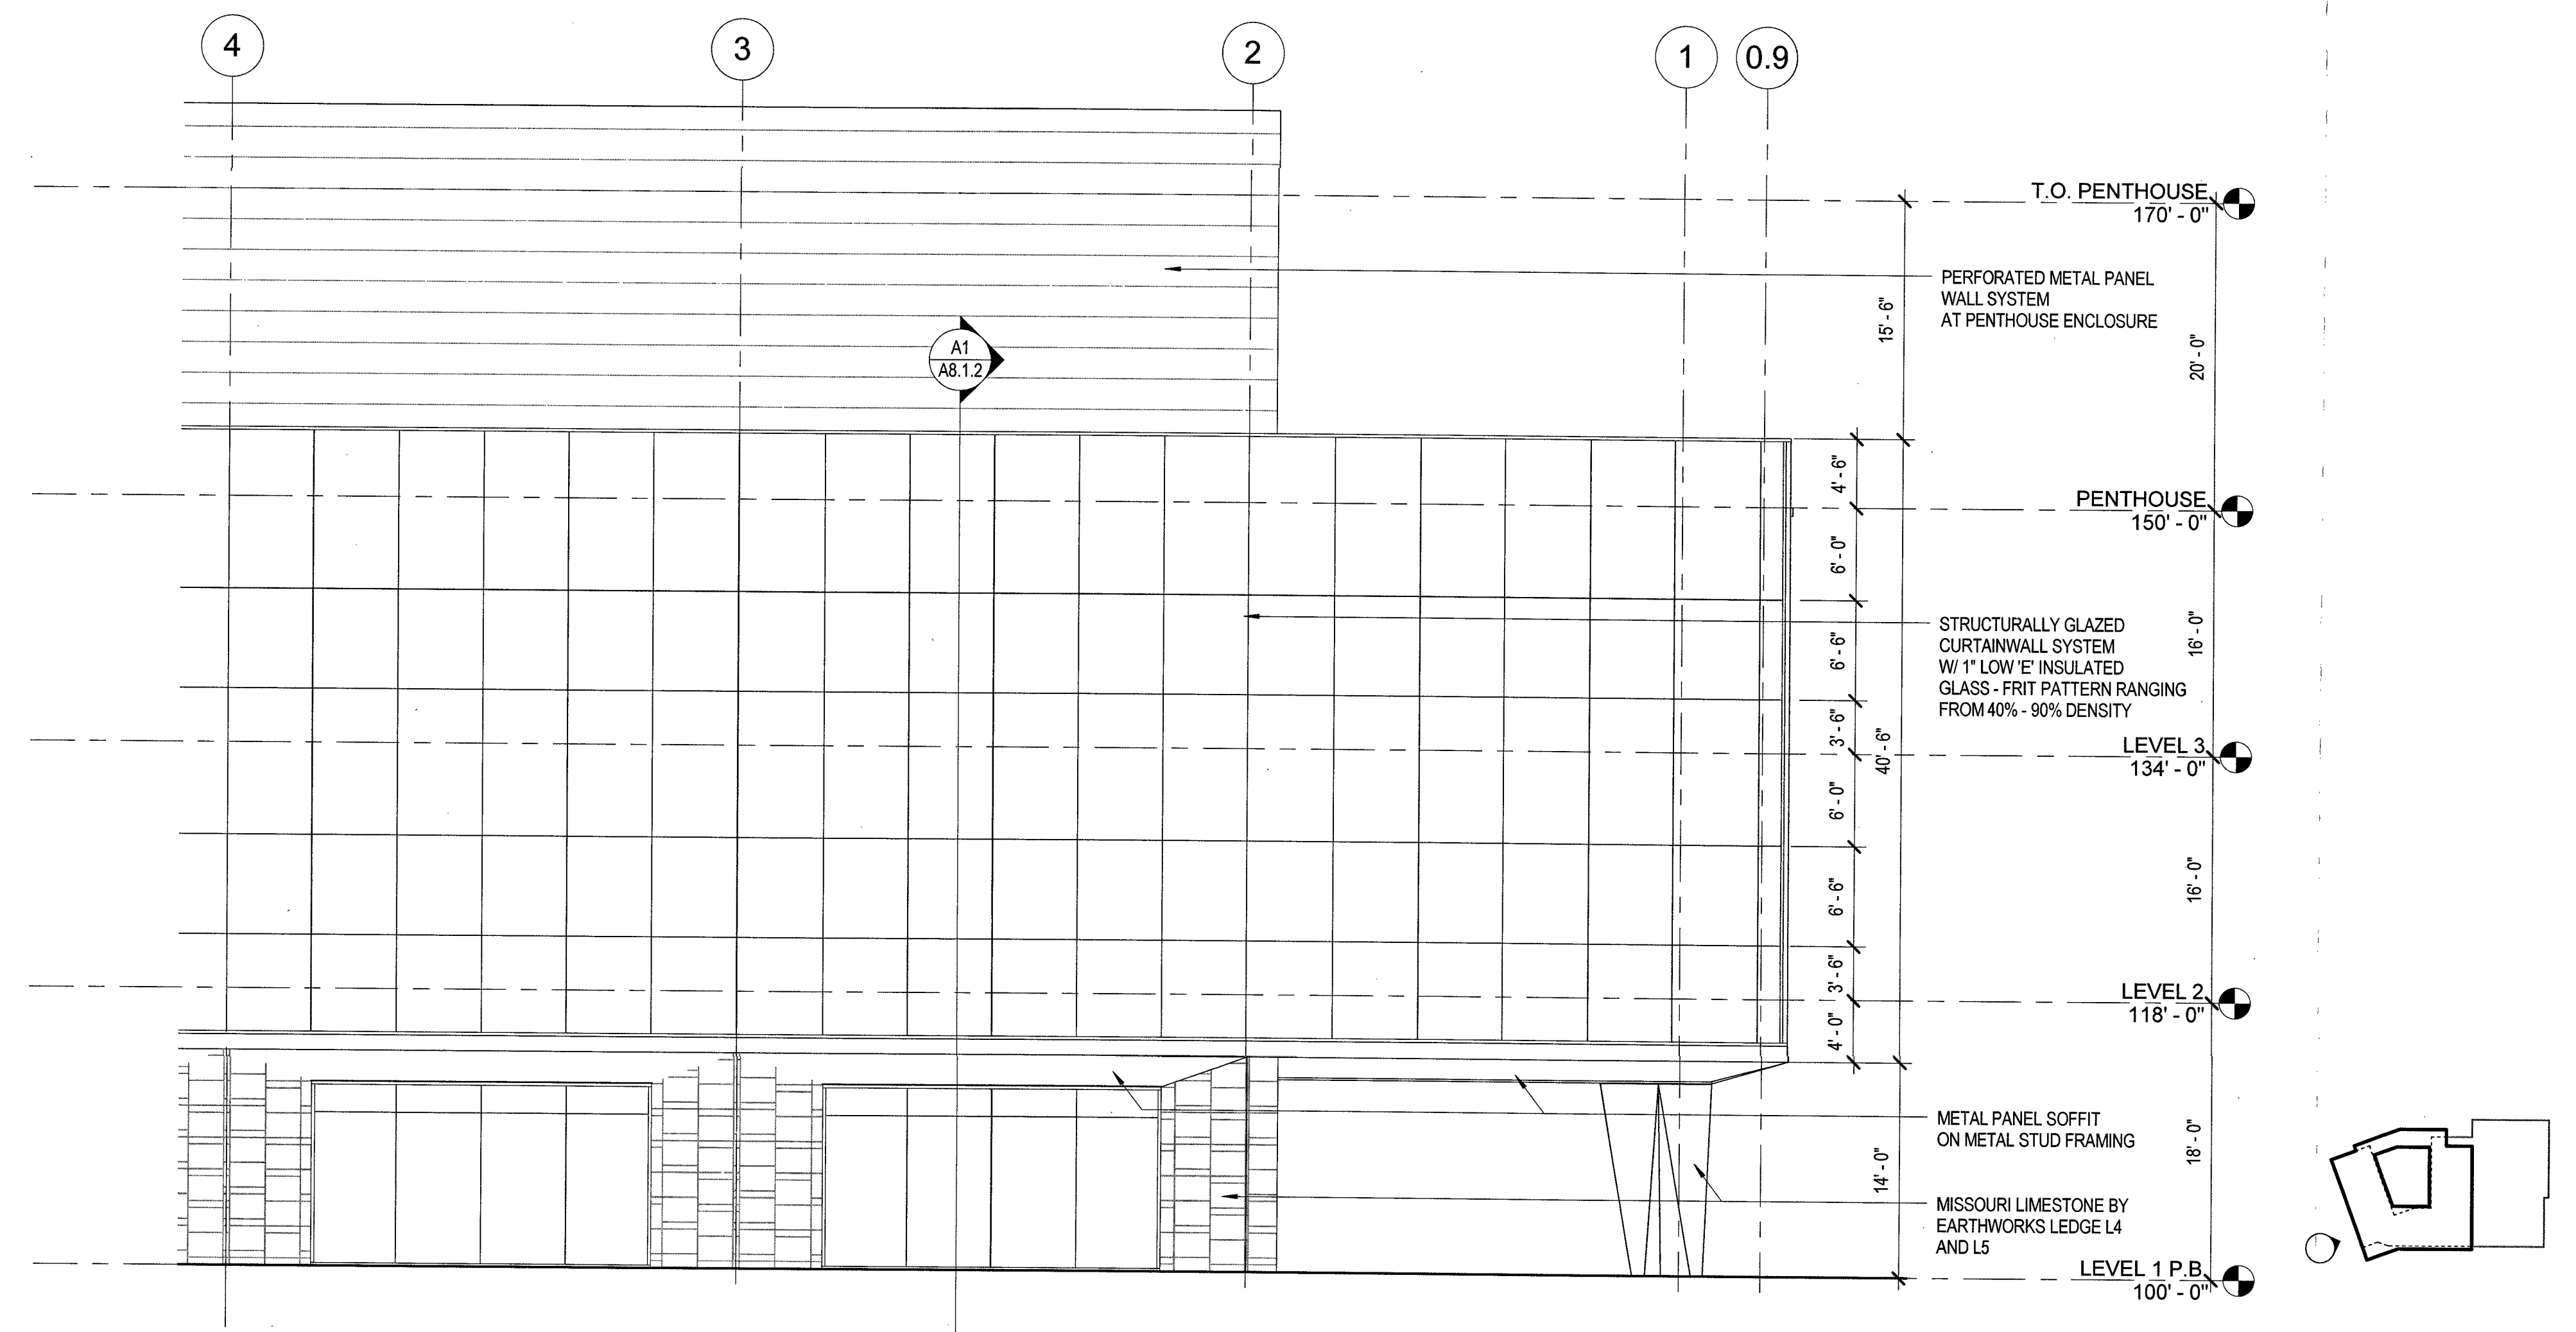 4
3
2
1
0.9
T.O. PENTHOUSE
170' - 0"
PERFORATED METAL PANEL
WALL SYSTEM
AT PENTHOUSE ENCLOSURE
15' - 6"
20' - 0"
A1
A8.1.2
4' - 6"
PENTHOUSE
150' - 0"
6' - 0"
STRUCTURALLY GLAZED
CURTAINWALL SYSTEM
W/ 1" LOW 'E' INSULATED
GLASS - FRIT PATTERN RANGING
FROM 40% - 90% DENSITY
16' - 0"
6' - 6"
3' - 6"
40' - 6"
LEVEL 3
134' - 0"
6' - 0"
16' - 0"
6' - 6"
3' - 6"
LEVEL 2
118' - 0"
4' - 0"
METAL PANEL SOFFIT
ON METAL STUD FRAMING
18' - 0"
14' - 0"
MISSOURI LIMESTONE BY
EARTHWORKS LEDGE L4
AND L5
LEVEL 1 P.B
100' - 0"